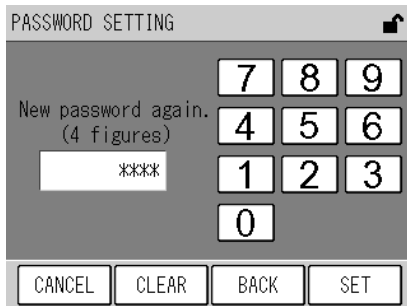 PASSWORD SETTING
7 8 9
New password again.
(4 figures)
4 5 6
****
1 2 3
0
CANCEL CLEAR BACK SET